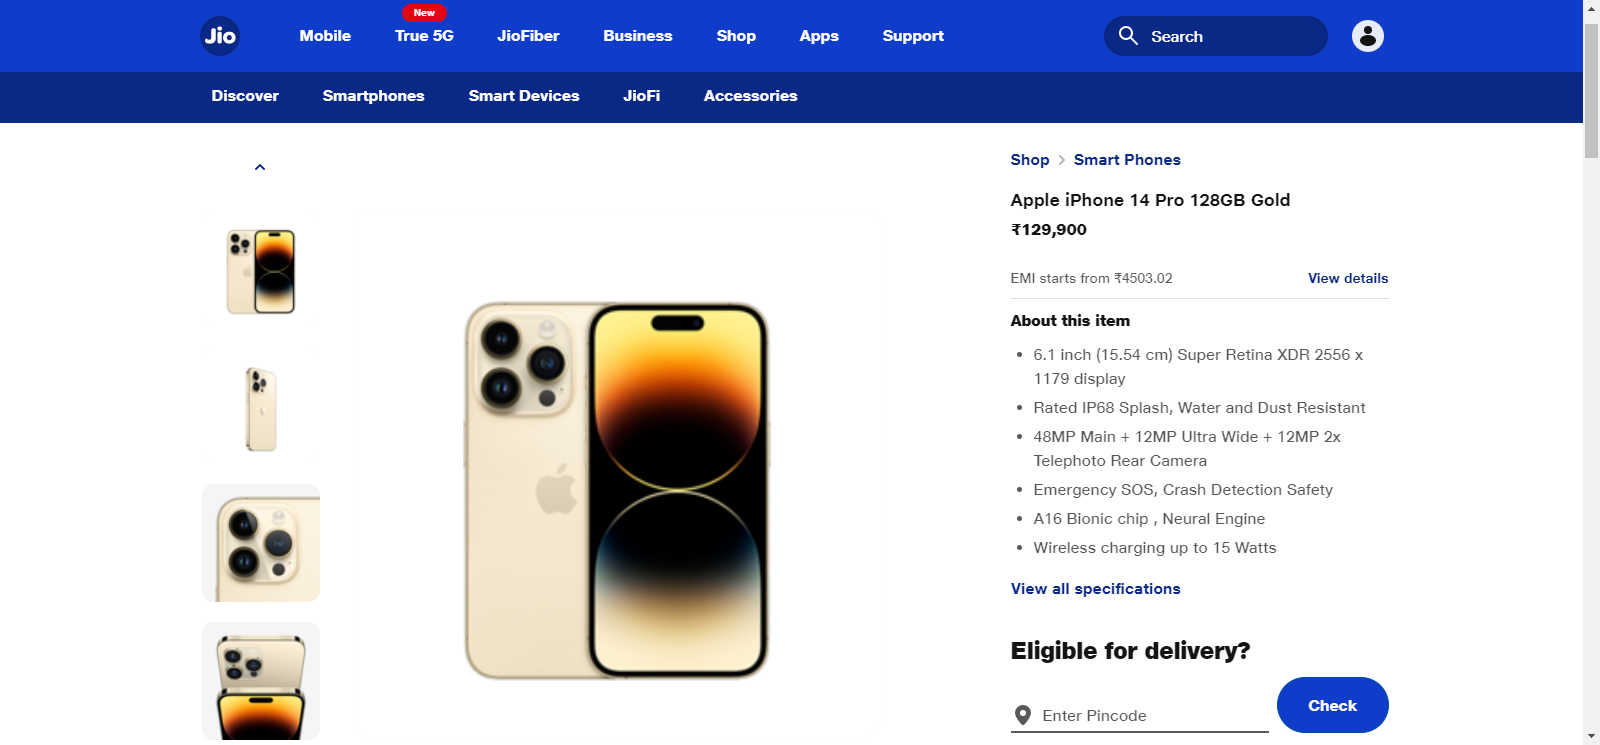 New
Jio
Mobile
True 5G
JioFiber
Business
Shop
Apps
Support
Search
Discover
Smartphones
Smart Devices
JioFi
Accessories
Shop > Smart Phones
Apple iPhone 14 Pro 128GB Gold
₹129,900
EMI starts from ₹4503.02
View details
About this item
• 6.1 inch (15.54 cm) Super Retina XDR 2556 x
1179 display
• Rated IP68 Splash, Water and Dust Resistant
• 48MP Main + 12MP Ultra Wide + 12MP 2x
Telephoto Rear Camera
• Emergency SOS, Crash Detection Safety
• A16 Bionic chip , Neural Engine
• Wireless charging up to 15 Watts
View all specifications
Eligible for delivery?
Enter Pincode
Check